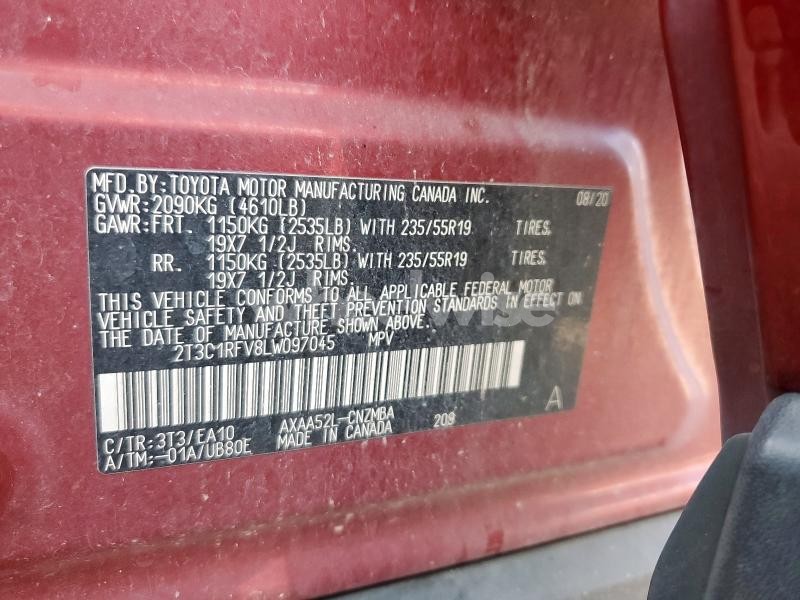 MFD.BY:TOYOTA MOTOR MANUFACTURING CANADA INC. 08/20
GVWR:2090KG (4610LB)
GAWR:FRT. 1150KG (2535LB) WITH 235/55R19 TIRES.
19X7 1/2J RIMS.
RR. 1150KG (2535LB) WITH 235/55R19 TIRES.
19X7 1/2J RIMS.
THIS VEHICLE CONFORMS TO ALL APPLICABLE FEDERAL MOTOR
VEHICLE SAFETY AND THEFT PREVENTION STANDARDS IN EFFECT ON
THE DATE OF MANUFACTURE SHOWN ABOVE.
2T3C1RFV8LW097045 MPV
A
C/TR:3T3/EA10 AXAA52L-CNZMBA 209
A/TM:-01A/UB80E MADE IN CANADA